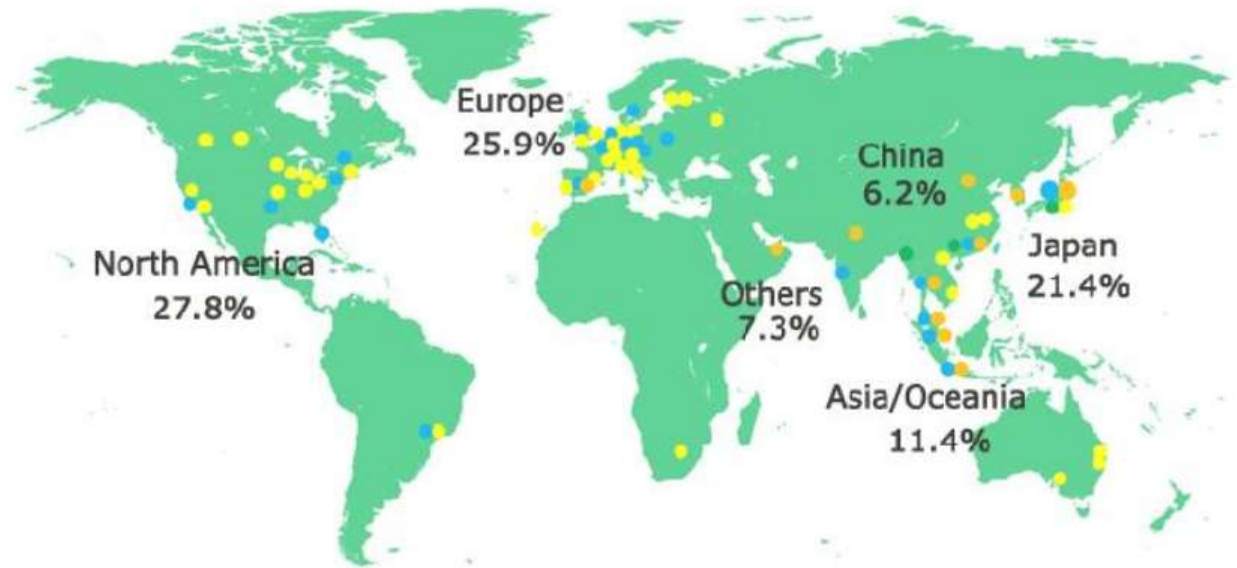 Europe
25.9%
China
6.2%
North America
27.8%
Japan
21.4%
Others
7.3%
Asia/Oceania
11.4%